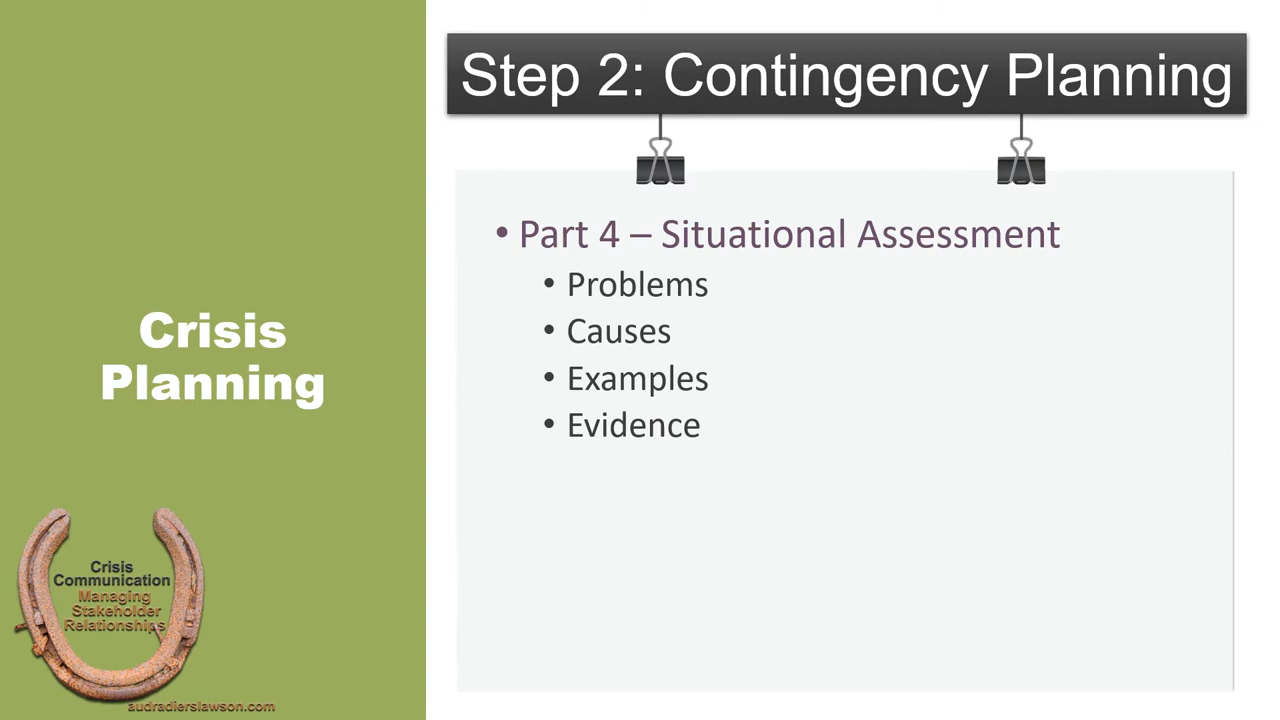 Step 2: Contingency Planning
• Part 4 – Situational Assessment
• Problems
• Causes
• Examples
• Evidence
Crisis
Planning
Crisis
Communication
Managing
Stakeholder
Relationships
audradierslawson.com